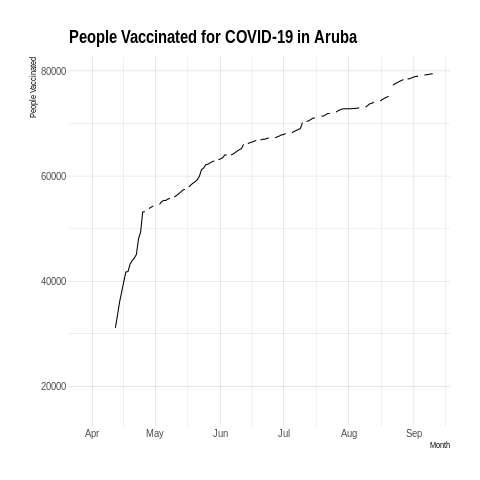 People Vaccinated for COVID-19 in Aruba
People Vaccinated
80000
60000
40000
20000
Apr May Jun Jul Aug Sep
Month